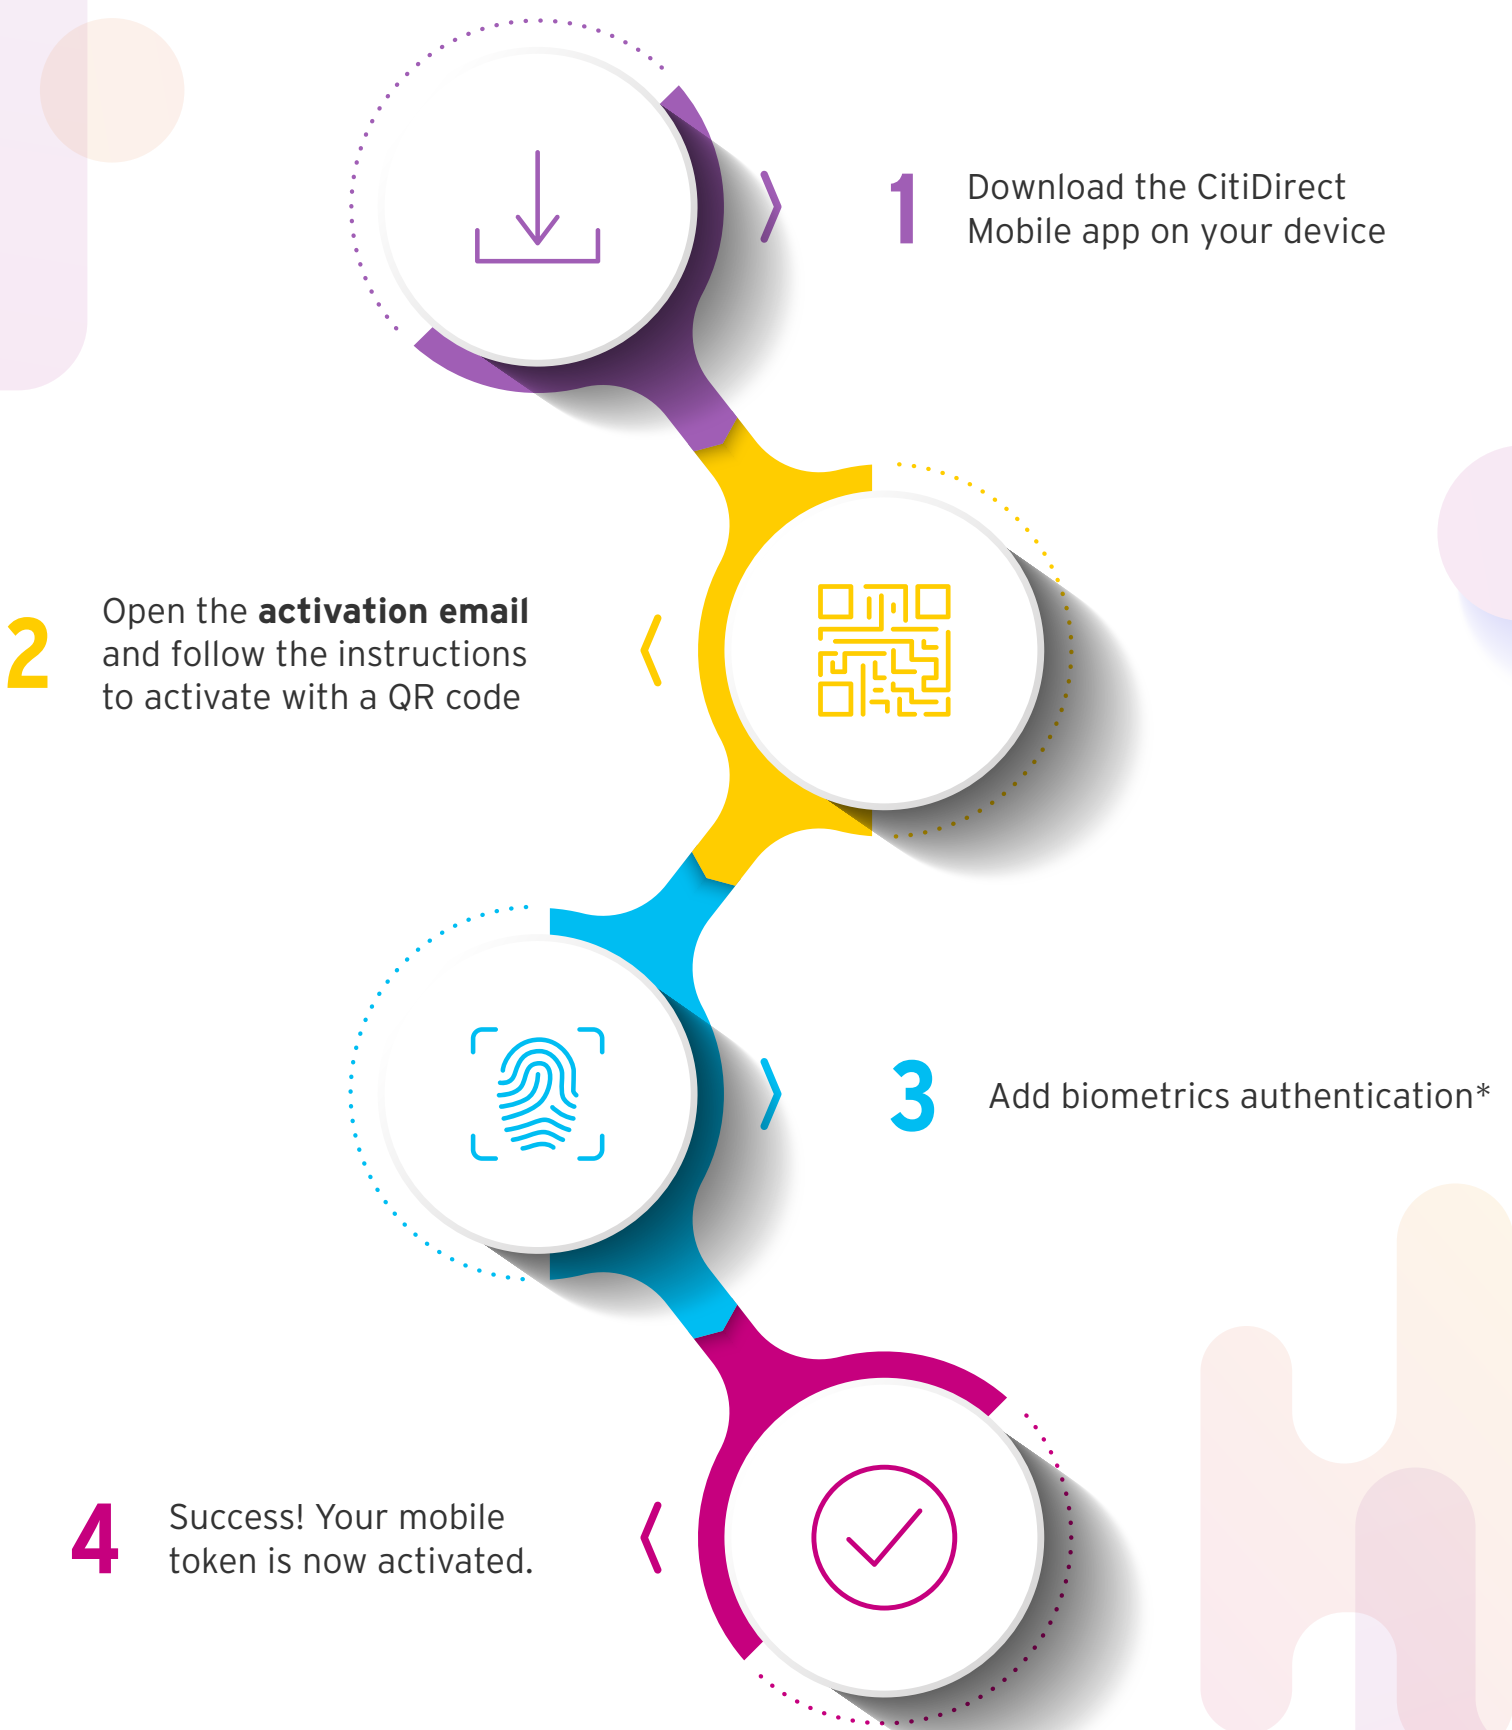 1
Download the CitiDirect
Mobile app on your device
2
Open the activation email
and follow the instructions
to activate with a QR code
3
Add biometrics authentication*
4
Success! Your mobile
token is now activated.